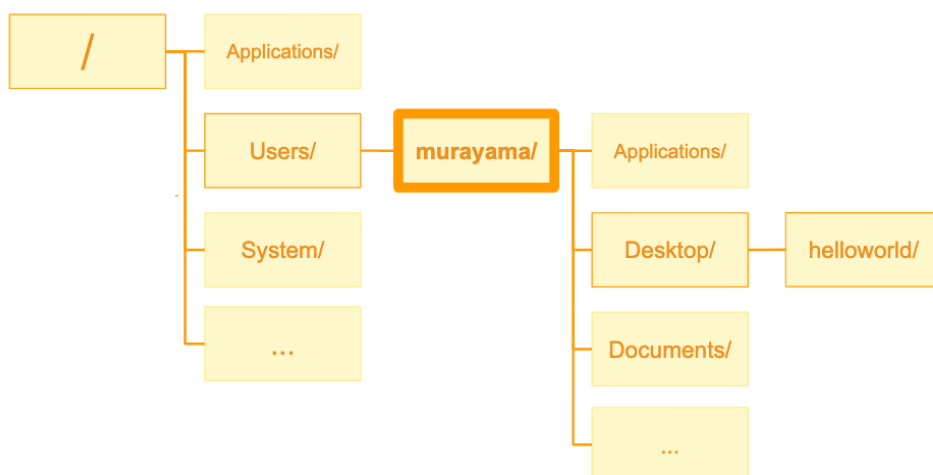 /
Applications/
Users/
murayama/
Applications/
System/
Desktop/
helloworld/
...
Documents/
...